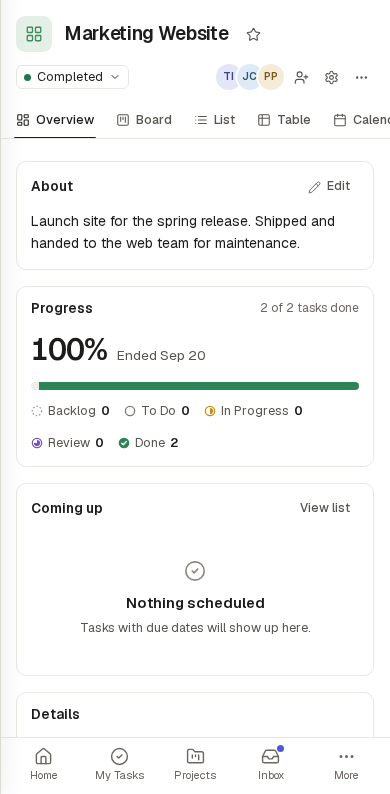 Marketing Website
Completed
TI JC PP
Overview Board List Table Calen
About Edit
Launch site for the spring release. Shipped and
handed to the web team for maintenance.
Progress 2 of 2 tasks done
100% Ended Sep 20
Backlog 0 To Do 0 In Progress 0
Review 0 Done 2
Coming up View list
Nothing scheduled
Tasks with due dates will show up here.
Details
Home My Tasks Projects Inbox More